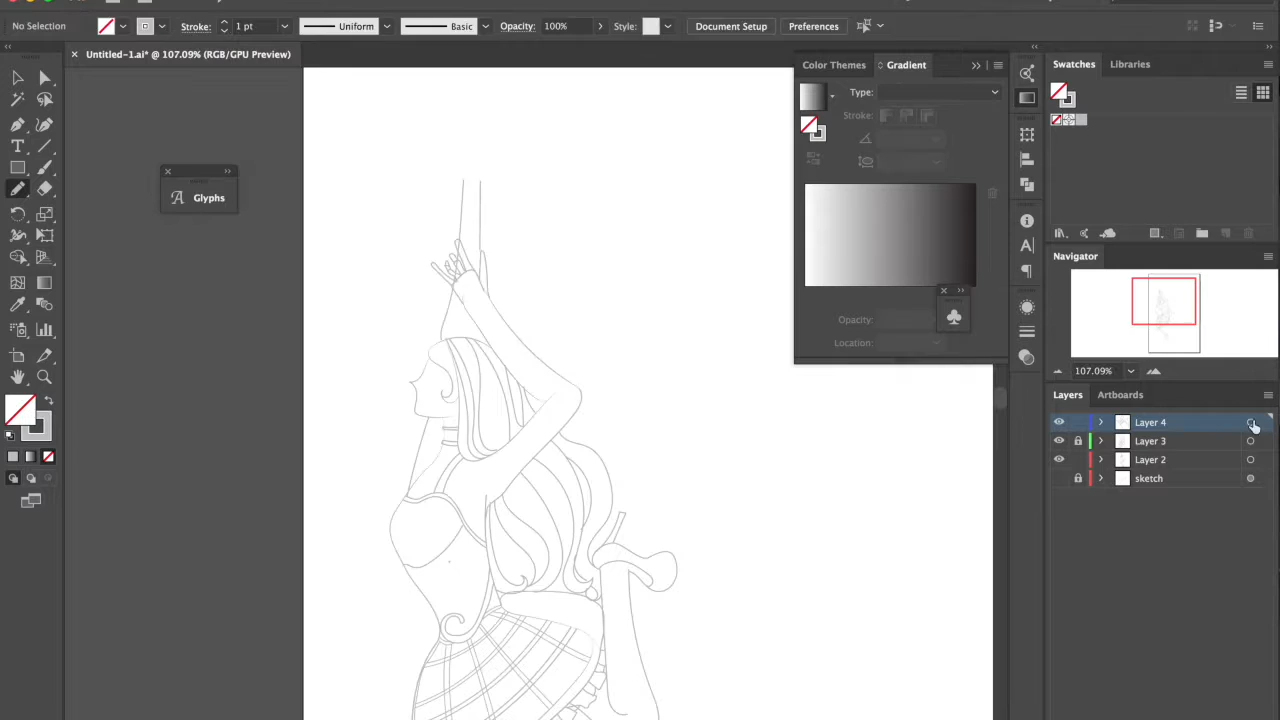 No Selection
Stroke: 1 pt
Uniform
Basic
Opacity: 100%
Style:
Document Setup
Preferences
Untitled-1.ai* @ 107.09% (RGB/GPU Preview)
Color Themes
Gradient
Type:
Stroke:
Opacity:
Location:
A Glyphs
Swatches
Libraries
Navigator
107.09%
Layers
Artboards
Layer 4
Layer 3
Layer 2
sketch